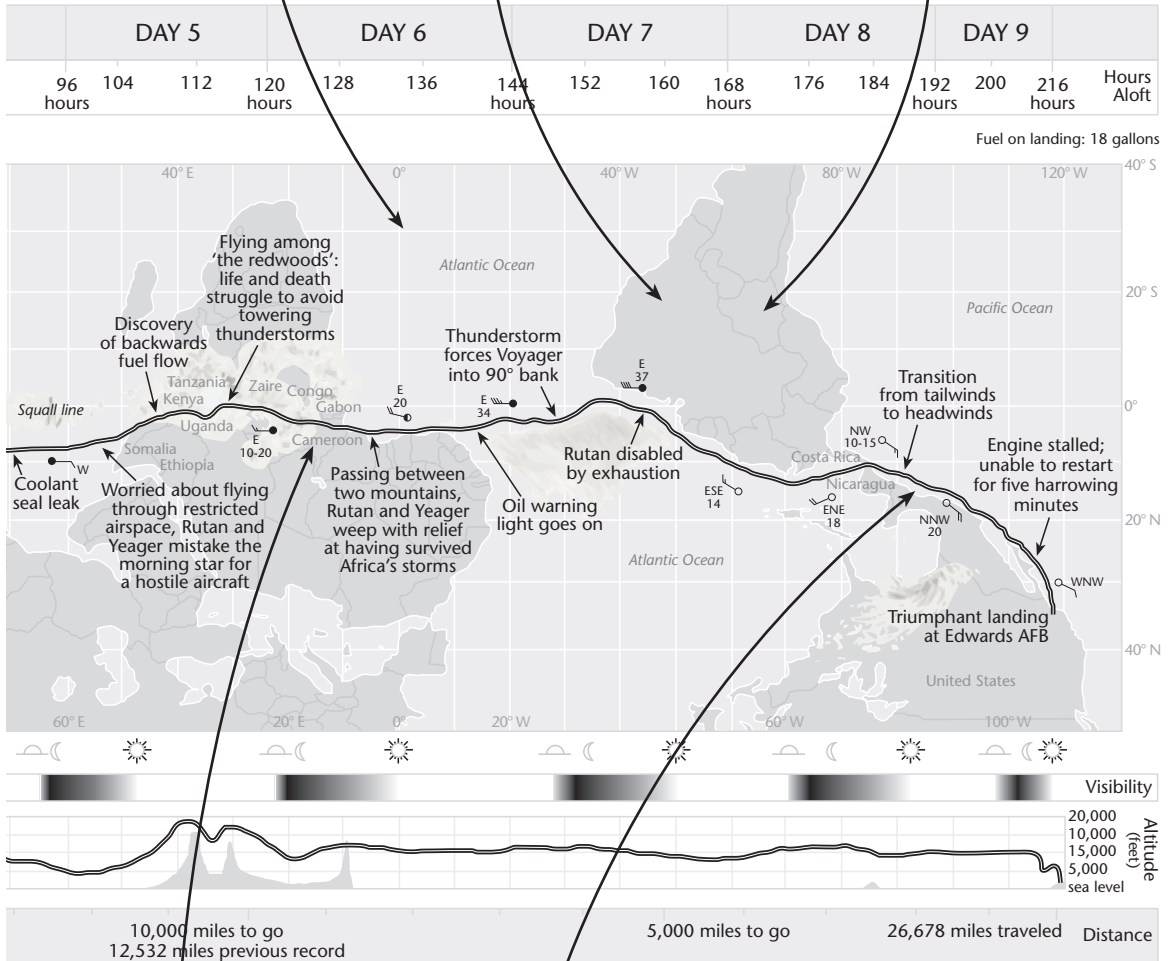 DAY 5
DAY 6
DAY 7
DAY 8
DAY 9
96
hours
104
112
120
hours
128
136
144
hours
152
160
168
hours
176
184
192
hours
200
216
hours
Hours
Aloft
Fuel on landing: 18 gallons
40° E
0°
40° W
80° W
120° W
40° S
20° S
0°
20° N
40° N
Atlantic Ocean
Pacific Ocean
Flying among
‘the redwoods’:
life and death
struggle to avoid
towering
thunderstorms
Discovery
of backwards
fuel flow
Thunderstorm
forces Voyager
into 90° bank
Transition
from tailwinds
to headwinds
Engine stalled;
unable to restart
for five harrowing
minutes
Squall line
Tanzania
Kenya
Zaire
Congo
Gabon
Uganda
Cameroon
Somalia
Ethiopia
E
20
E
34
E
37
E
10-20
W
NW
10-15
ESE
14
ENE
18
NNW
20
WNW
Costa Rica
Nicaragua
Coolant
seal leak
Worried about flying
through restricted
airspace, Rutan and
Yeager mistake the
morning star for
a hostile aircraft
Passing between
two mountains,
Rutan and Yeager
weep with relief
at having survived
Africa’s storms
Oil warning
light goes on
Rutan disabled
by exhaustion
Atlantic Ocean
Triumphant landing
at Edwards AFB
United States
60° E
20° E
0°
20° W
60° W
100° W
Visibility
20,000
10,000
15,000
5,000
sea level
Altitude
(feet)
10,000 miles to go
12,532 miles previous record
5,000 miles to go
26,678 miles traveled
Distance